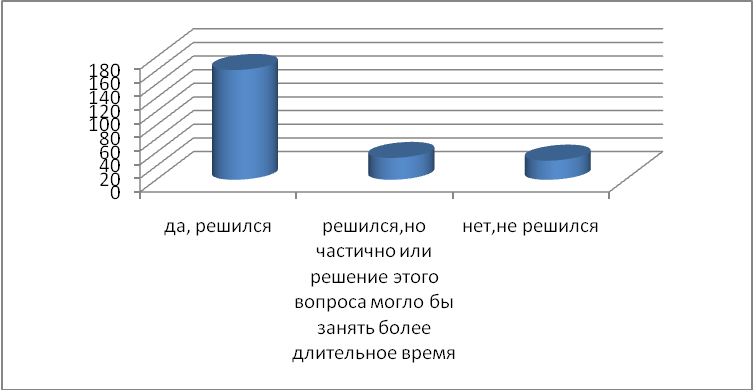 180
160
140
120
100
80
60
40
20
0
да, решился
решился,но
частично или
решение этого
вопроса могло бы
занять более
длительное время
нет,не решился